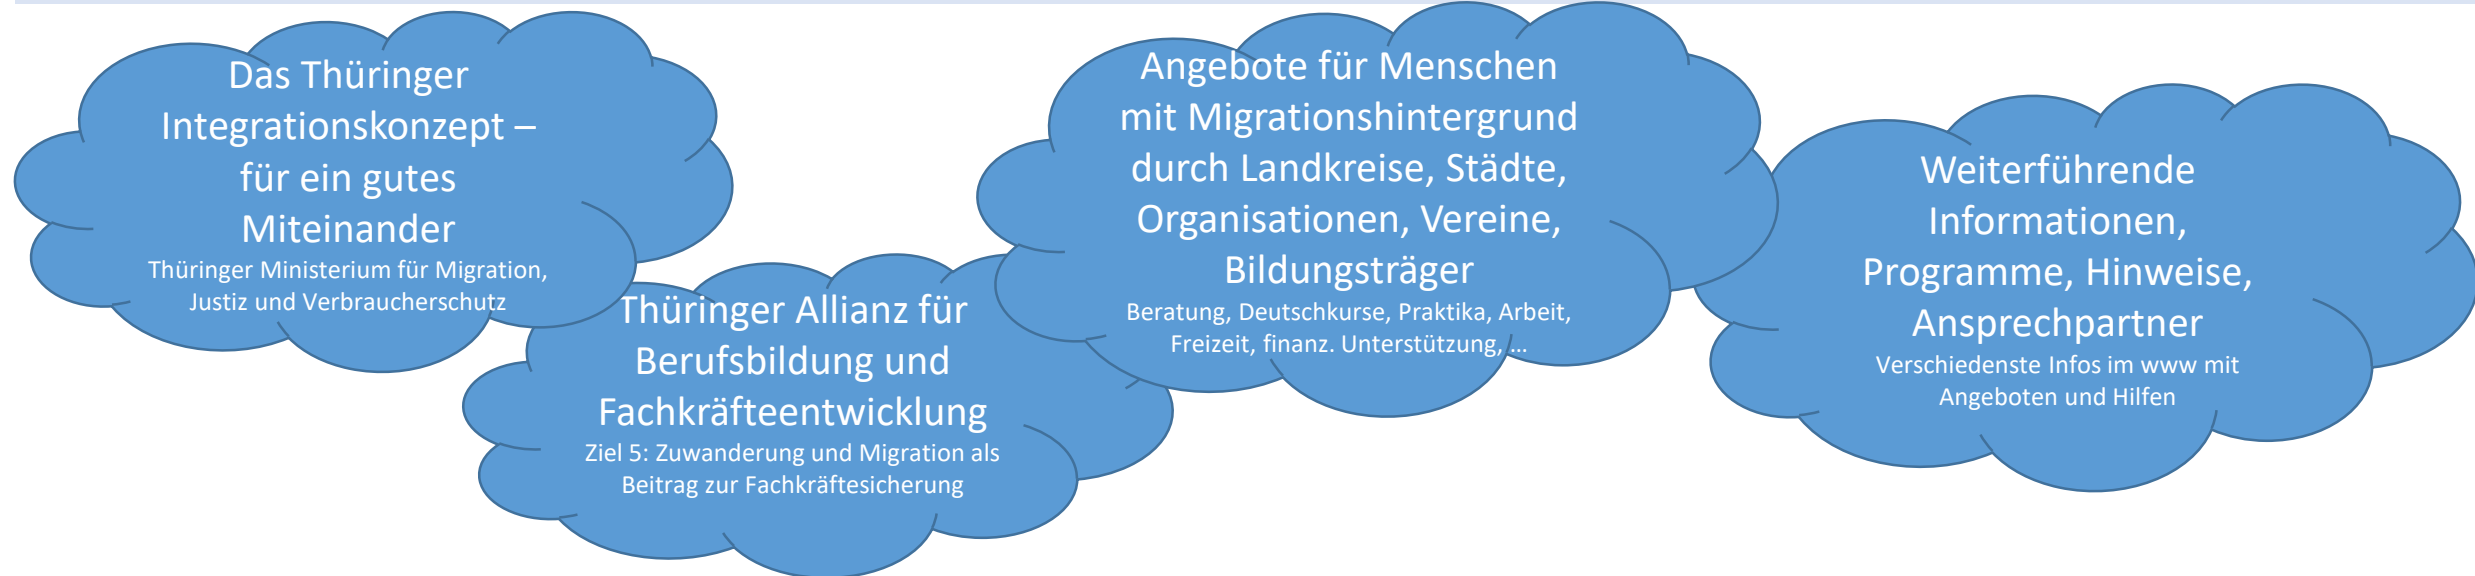 Das Thüringer
Integrationskonzept –
für ein gutes
Miteinander
Thüringer Ministerium für Migration,
Justiz und Verbraucherschutz
Thüringer Allianz für
Berufsbildung und
Fachkräfteentwicklung
Ziel 5: Zuwanderung und Migration als
Beitrag zur Fachkräftesicherung
Angebote für Menschen
mit Migrationshintergrund
durch Landkreise, Städte,
Organisationen, Vereine,
Bildungsträger
Beratung, Deutschkurse, Praktika, Arbeit,
Freizeit, finanz. Unterstützung, …
Weiterführende
Informationen,
Programme, Hinweise,
Ansprechpartner
Verschiedenste Infos im www mit
Angeboten und Hilfen